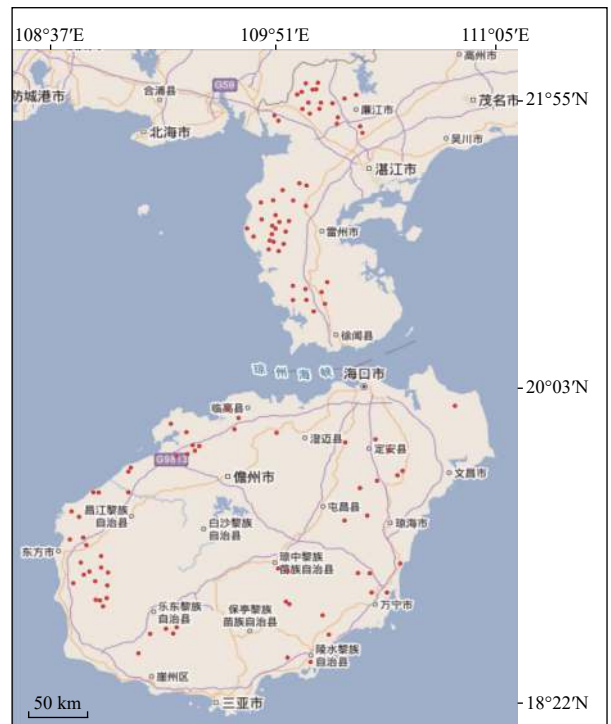 108°37′E 109°51′E 111°05′E
高州市
G59
合浦县
防城港市
廉江市
茂名市
21°55′N
北海市
吴川市
湛江市
雷州市
徐闻县
琼州海峡
海口市
20°03′N
临高县
澄迈县
定安县
G98
儋州市
文昌市
昌江黎族
自治县
屯昌县
白沙黎族
自治县
琼海市
东方市
琼中黎族
苗族自治县
乐东黎族
自治县
保亭黎族
苗族自治县
万宁市
陵水黎族
自治县
崖州区
三亚市
50 km
18°22′N